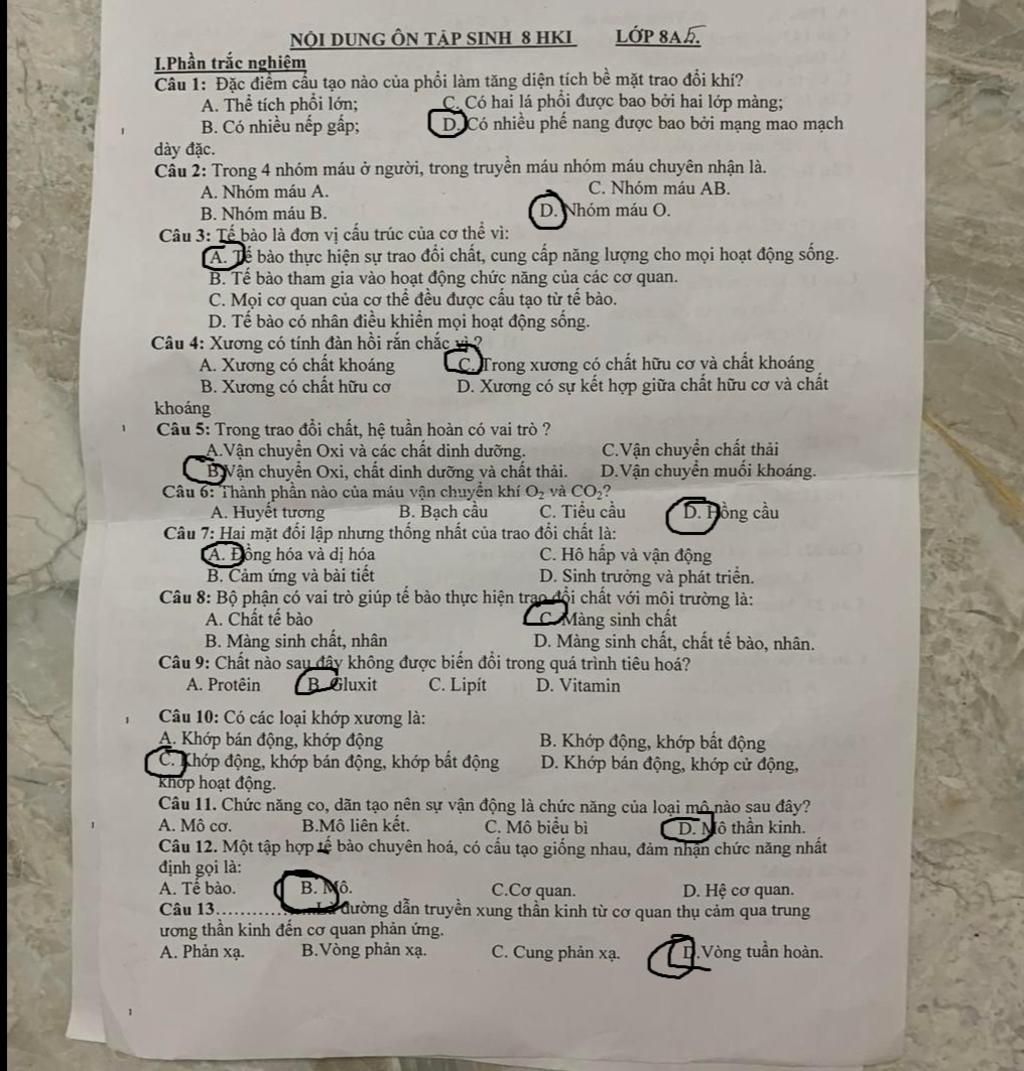 NỘI DUNG ÔN TẬP SINH 8 HKI LỚP 8A5.
I.Phần trắc nghiệm
Câu 1: Đặc điểm cấu tạo nào của phổi làm tăng diện tích bề mặt trao đổi khí?
A. Thể tích phổi lớn; C. Có hai lá phổi được bao bởi hai lớp màng;
B. Có nhiều nếp gấp; D. Có nhiều phế nang được bao bởi mạng mao mạch
dày đặc.
Câu 2: Trong 4 nhóm máu ở người, trong truyền máu nhóm máu chuyên nhận là.
A. Nhóm máu A. C. Nhóm máu AB.
B. Nhóm máu B. D. Nhóm máu O.
Câu 3: Tế bào là đơn vị cấu trúc của cơ thể vì:
A. Tế bào thực hiện sự trao đổi chất, cung cấp năng lượng cho mọi hoạt động sống.
B. Tế bào tham gia vào hoạt động chức năng của các cơ quan.
C. Mọi cơ quan của cơ thể đều được cấu tạo từ tế bào.
D. Tế bào có nhân điều khiển mọi hoạt động sống.
Câu 4: Xương có tính đàn hồi rắn chắc vì?
A. Xương có chất khoáng C. Trong xương có chất hữu cơ và chất khoáng
B. Xương có chất hữu cơ D. Xương có sự kết hợp giữa chất hữu cơ và chất
khoáng
Câu 5: Trong trao đổi chất, hệ tuần hoàn có vai trò ?
A.Vận chuyển Oxi và các chất dinh dưỡng. C.Vận chuyển chất thải
B.Vận chuyển Oxi, chất dinh dưỡng và chất thải. D.Vận chuyển muối khoáng.
Câu 6: Thành phần nào của máu vận chuyển khí O₂ và CO₂?
A. Huyết tương B. Bạch cầu C. Tiểu cầu D. Hồng cầu
Câu 7: Hai mặt đối lập nhưng thống nhất của trao đổi chất là:
A. Đồng hóa và dị hóa C. Hô hấp và vận động
B. Cảm ứng và bài tiết D. Sinh trưởng và phát triển.
Câu 8: Bộ phận có vai trò giúp tế bào thực hiện trao đổi chất với môi trường là:
A. Chất tế bào C. Màng sinh chất
B. Màng sinh chất, nhân D. Màng sinh chất, chất tế bào, nhân.
Câu 9: Chất nào sau đây không được biến đổi trong quá trình tiêu hoá?
A. Protêin B. Gluxit C. Lipít D. Vitamin
Câu 10: Có các loại khớp xương là:
A. Khớp bán động, khớp động B. Khớp động, khớp bất động
C. Khớp động, khớp bán động, khớp bất động D. Khớp bán động, khớp cử động,
khớp hoạt động.
Câu 11. Chức năng co, dãn tạo nên sự vận động là chức năng của loại mô nào sau đây?
A. Mô cơ. B.Mô liên kết. C. Mô biểu bì D. Mô thần kinh.
Câu 12. Một tập hợp tế bào chuyên hoá, có cấu tạo giống nhau, đảm nhận chức năng nhất
định gọi là:
A. Tế bào. B. Mô. C.Cơ quan. D. Hệ cơ quan.
Câu 13..............Là đường dẫn truyền xung thần kinh từ cơ quan thụ cảm qua trung
ương thần kinh đến cơ quan phản ứng.
A. Phản xạ. B.Vòng phản xạ. C. Cung phản xạ. D.Vòng tuần hoàn.